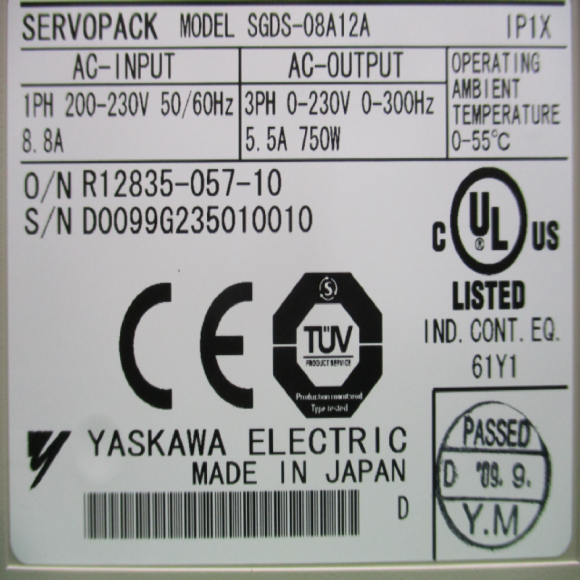 SERVOPACK MODEL SGDS-08A12A IP1X
AC-INPUT AC-OUTPUT OPERATING
AMBIENT
TEMPERATURE
0-55℃
1PH 200-230V 50/60Hz 3PH 0-230V 0-300Hz
8.8A 5.5A 750W
O/N R12835-057-10
S/N D0099G235010010
C UL ® US
LISTED
IND. CONT. EQ.
61Y1
CE
S
TÜV
PRODUCT SERVICE
Production monitored
Type tested
YASKAWA ELECTRIC
MADE IN JAPAN
D
PASSED
D '09. 9.
Y.M